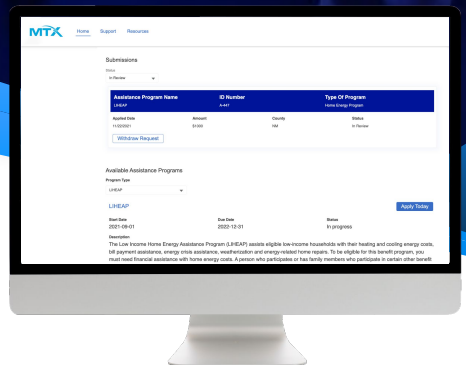 MTX
Home Support Resources
Submissions
Status
In Review
Assistance Program Name ID Number Type Of Program
LIHEAP A-441 Home Energy Program
Applied Date Amount County Status
11/22/2021 $1000 NM In Review
Withdraw Request
Available Assistance Programs
Program Type
LIHEAP
LIHEAP Apply Today
Start Date Due Date Status
2021-09-01 2022-12-31 In progress
Description
The Low Income Home Energy Assistance Program (LIHEAP) assists eligible low-income households with their heating and cooling energy costs,
bill payment assistance, energy crisis assistance, weatherization and energy-related home repairs. To be eligible for this benefit program, you
must need financial assistance with home energy costs. A person who participates or has family members who participate in certain other benefit